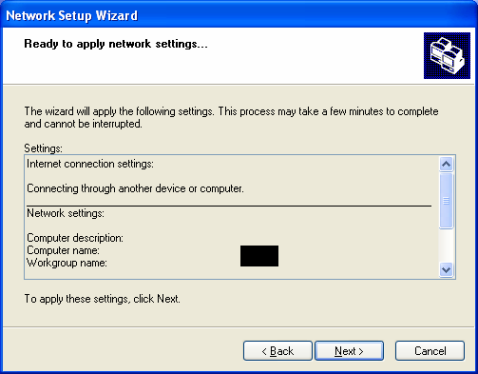 Network Setup Wizard
Ready to apply network settings...
The wizard will apply the following settings. This process may take a few minutes to complete
and cannot be interrupted.
Settings:
Internet connection settings:
Connecting through another device or computer.
Network settings:
Computer description:
Computer name:
Workgroup name:
To apply these settings, click Next.
< Back
Next >
Cancel